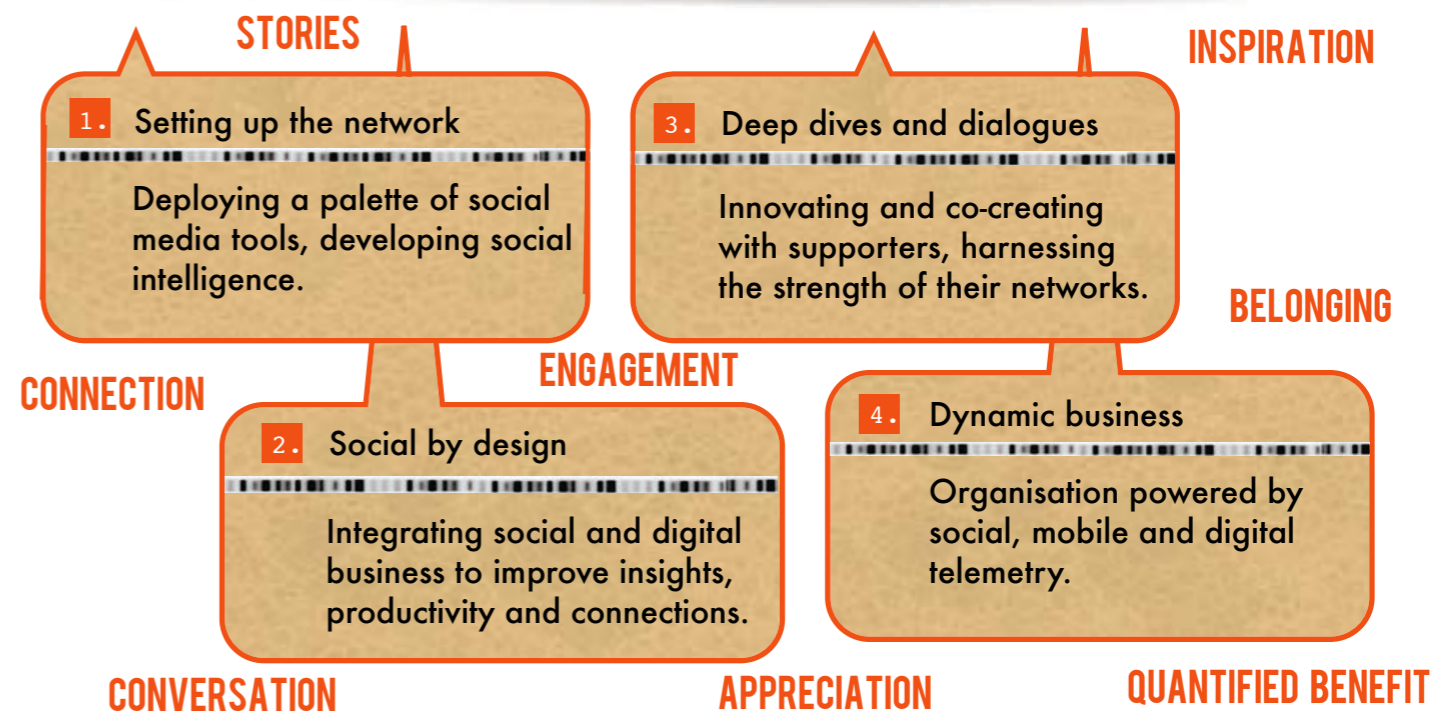 STORIES
INSPIRATION
1. Setting up the network
Deploying a palette of social
media tools, developing social
intelligence.
3. Deep dives and dialogues
Innovating and co-creating
with supporters, harnessing
the strength of their networks.
BELONGING
CONNECTION
ENGAGEMENT
2. Social by design
Integrating social and digital
business to improve insights,
productivity and connections.
4. Dynamic business
Organisation powered by
social, mobile and digital
telemetry.
CONVERSATION
APPRECIATION
QUANTIFIED BENEFIT